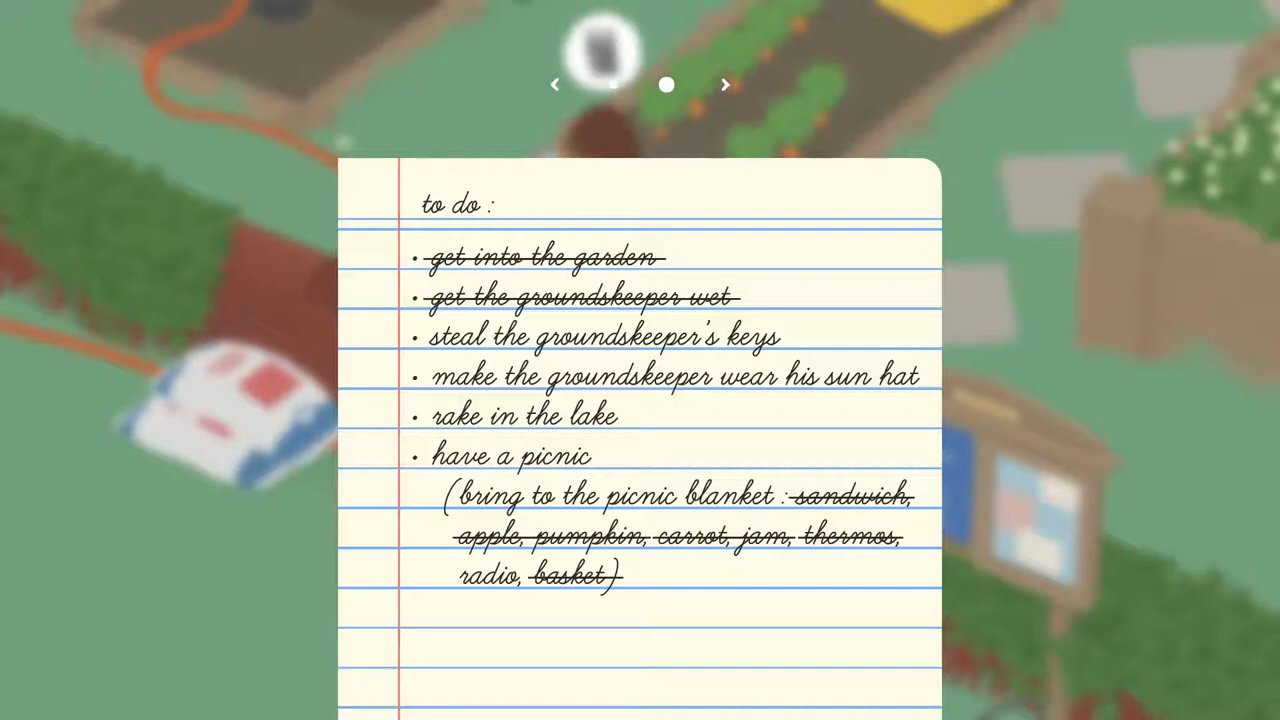 to do :
• get into the garden
• get the groundskeeper wet
• steal the groundskeeper's keys
• make the groundskeeper wear his sun hat
• rake in the lake
• have a picnic
(bring to the picnic blanket : sandwich,
apple, pumpkin, carrot, jam, thermos,
radio, basket)